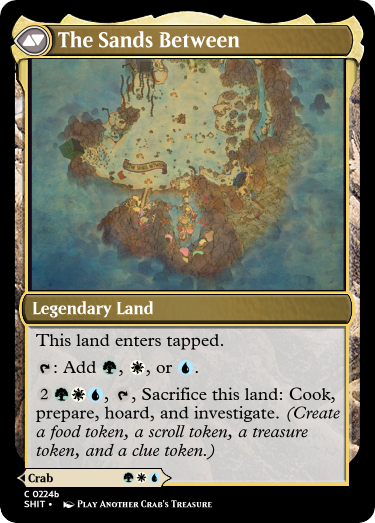 The Sands Between
Legendary Land
This land enters tapped.
: Add , , or .
2 , , Sacrifice this land: Cook,
prepare, hoard, and investigate. (Create
a food token, a scroll token, a treasure
token, and a clue token.)
Crab
C 0224b
SHIT • Play Another Crab's Treasure